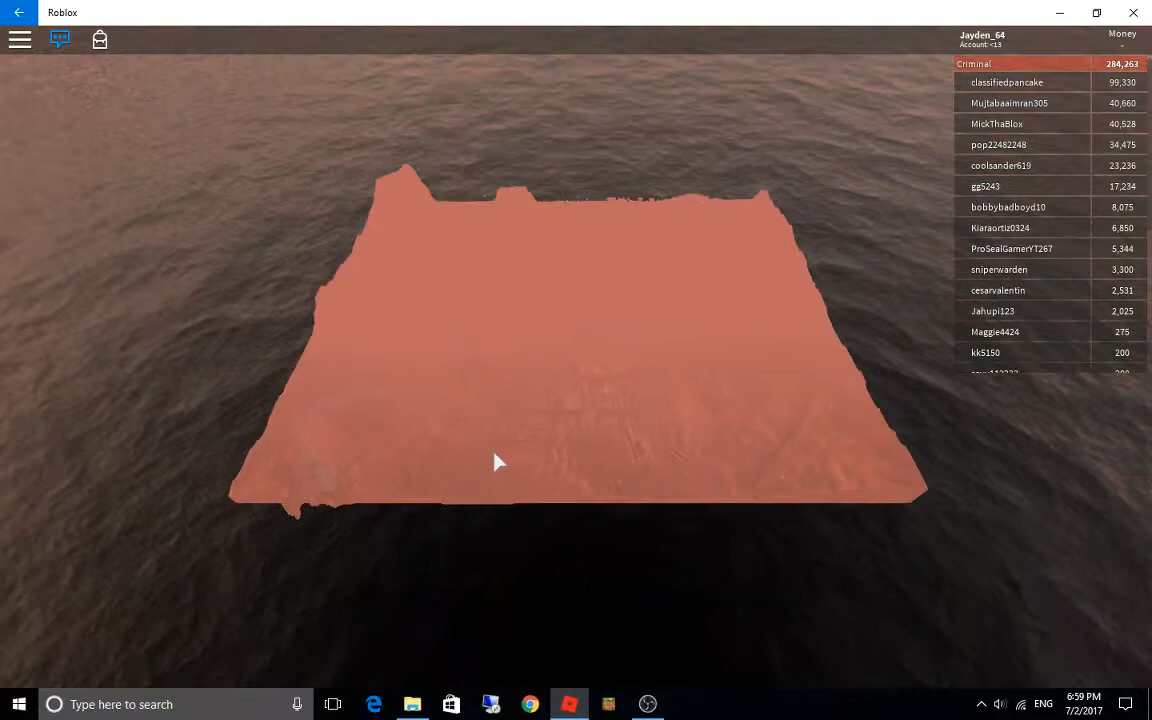 Roblox
Jayden_64
Account: <13
Money
-
Criminal 284,263
classifiedpancake 99,330
Mujtabaaimran305 40,660
MickThaBlox 40,528
pop22482248 34,475
coolsander619 23,236
gg5243 17,234
bobbybadboyd10 8,075
Kiaraortiz0324 6,850
ProSealGamerYT267 5,344
sniperwarden 3,300
cesarvalentin 2,531
Jahupi123 2,025
Maggie4424 275
kk5150 200
Type here to search
ENG
6:59 PM
7/2/2017